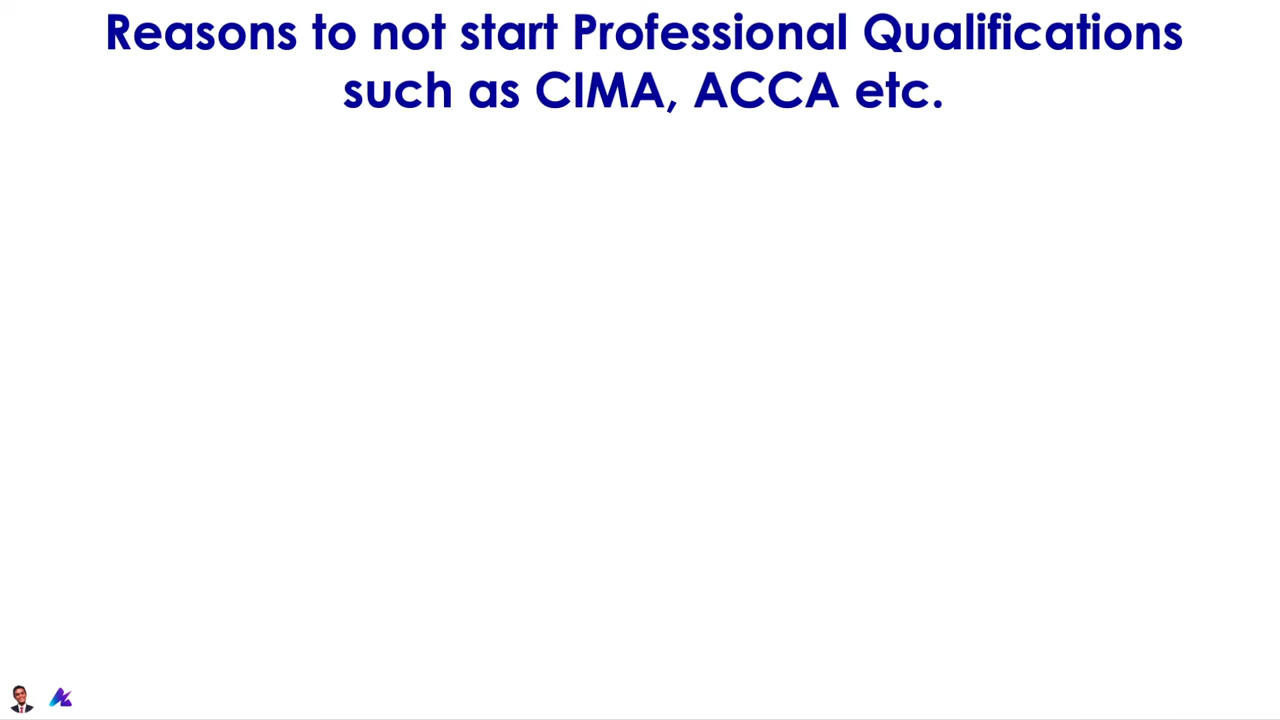 Reasons to not start Professional Qualifications
such as CIMA, ACCA etc.